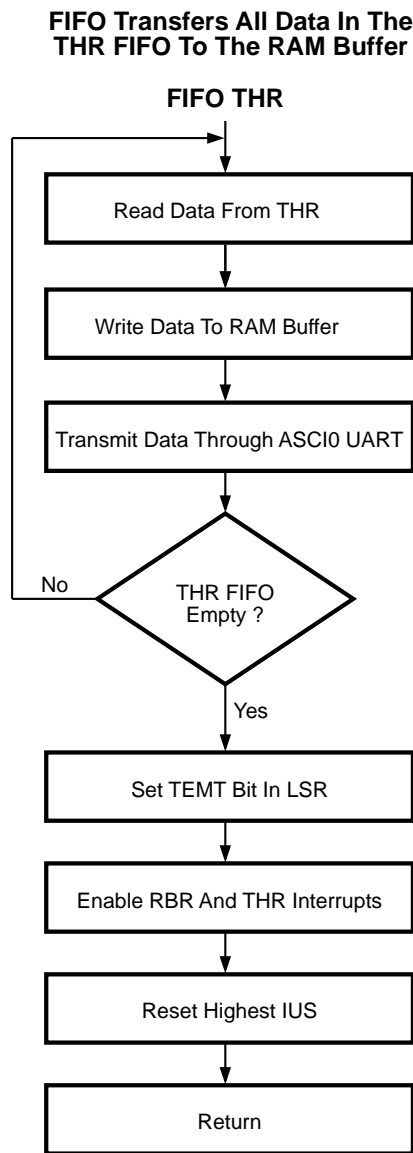 FIFO Transfers All Data In The
THR FIFO To The RAM Buffer
FIFO THR
Read Data From THR
Write Data To RAM Buffer
Transmit Data Through ASCI0 UART
THR FIFO
Empty ?
No
Yes
Set TEMT Bit In LSR
Enable RBR And THR Interrupts
Reset Highest IUS
Return